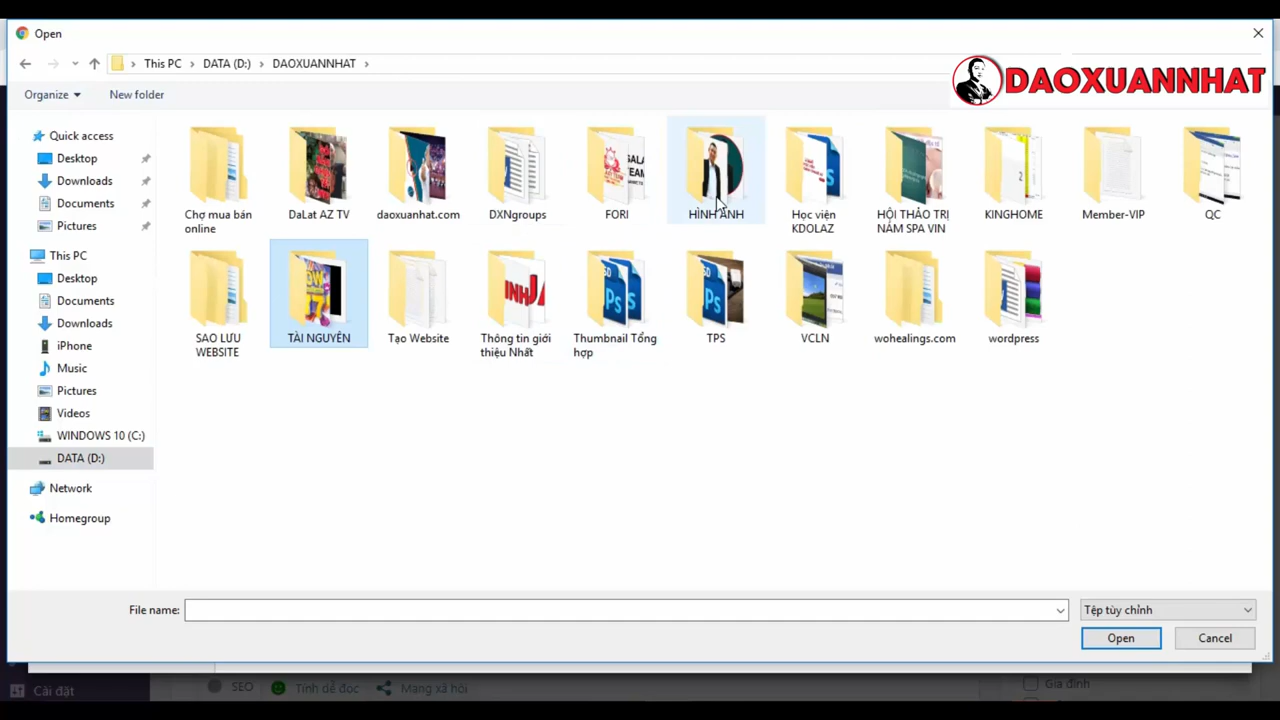 Open
This PC
DATA (D:)
DAOXUANNHAT
DAOXUANNHAT
Organize
New folder
Quick access
Desktop
Downloads
Documents
Pictures
This PC
Desktop
Documents
Downloads
iPhone
Music
Pictures
Videos
WINDOWS 10 (C:)
DATA (D:)
Network
Homegroup
Chợ mua bán
online
DaLat AZ TV
daoxuanhat.com
DXNgroups
FORI
HÌNH ẢNH
Học viện
KDOLAZ
HỘI THẢO TRỊ
NÁM SPA VIN
KINGHOME
Member-VIP
QC
SAO LƯU
WEBSITE
TÀI NGUYÊN
Tạo Website
Thông tin giới
thiệu Nhất
Thumbnail Tổng
hợp
TPS
VCLN
wohealings.com
wordpress
File name:
Tệp tùy chỉnh
Open
Cancel
Cài đặt
SEO
Tính dễ đọc
Mạng xã hội
Gia đình